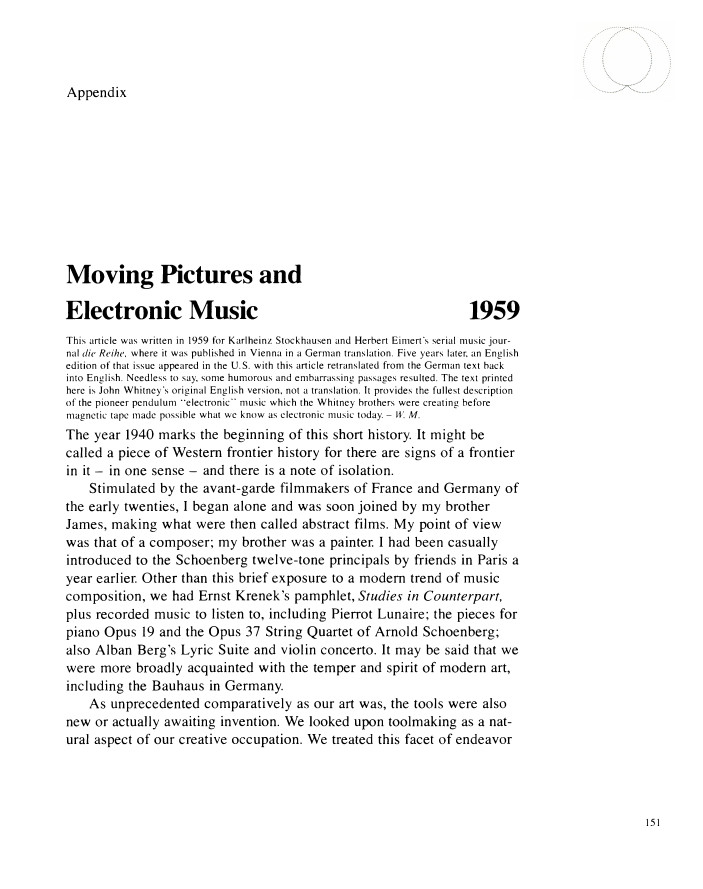 Appendix
Moving Pictures and
Electronic Music 1959
This article was written in 1959 for Karlheinz Stockhausen and Herbert Eimert's serial music jour-
nal die Reihe, where it was published in Vienna in a German translation. Five years later, an English
edition of that issue appeared in the U.S. with this article retranslated from the German text back
into English. Needless to say, some humorous and embarrassing passages resulted. The text printed
here is John Whitney's original English version, not a translation. It provides the fullest description
of the pioneer pendulum "electronic" music which the Whitney brothers were creating before
magnetic tape made possible what we know as electronic music today. – W. M.
The year 1940 marks the beginning of this short history. It might be
called a piece of Western frontier history for there are signs of a frontier
in it – in one sense – and there is a note of isolation.
Stimulated by the avant-garde filmmakers of France and Germany of
the early twenties, I began alone and was soon joined by my brother
James, making what were then called abstract films. My point of view
was that of a composer; my brother was a painter. I had been casually
introduced to the Schoenberg twelve-tone principals by friends in Paris a
year earlier. Other than this brief exposure to a modern trend of music
composition, we had Ernst Krenek's pamphlet, Studies in Counterpart,
plus recorded music to listen to, including Pierrot Lunaire; the pieces for
piano Opus 19 and the Opus 37 String Quartet of Arnold Schoenberg;
also Alban Berg's Lyric Suite and violin concerto. It may be said that we
were more broadly acquainted with the temper and spirit of modern art,
including the Bauhaus in Germany.
As unprecedented comparatively as our art was, the tools were also
new or actually awaiting invention. We looked upon toolmaking as a nat-
ural aspect of our creative occupation. We treated this facet of endeavor
151